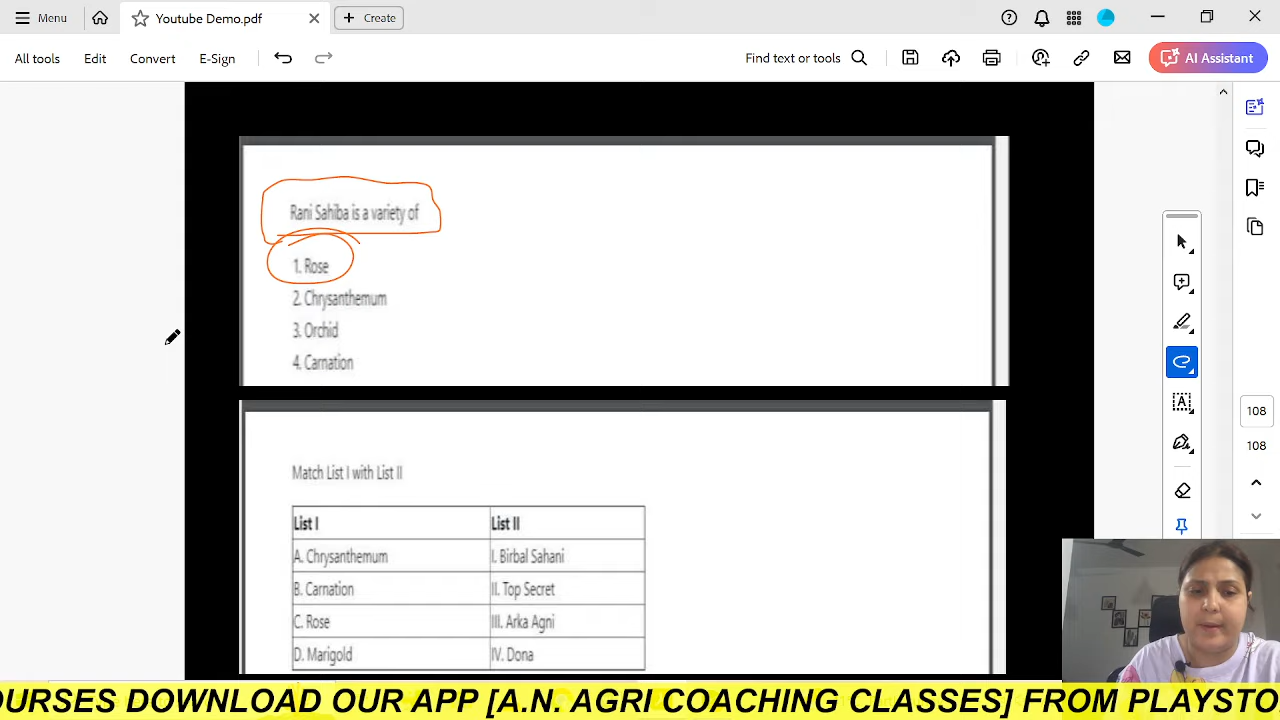 Menu
Youtube Demo.pdf
Create
All tools
Edit
Convert
E-Sign
Find text or tools
AI Assistant
Rani Sahiba is a variety of
1. Rose
2. Chrysanthemum
3. Orchid
4. Carnation
Match List I with List II
List I List II
A. Chrysanthemum I. Birbal Sahani
B. Carnation II. Top Secret
C. Rose III. Arka Agni
D. Marigold IV. Dona
108
108
OURSES DOWNLOAD OUR APP [A.N. AGRI COACHING CLASSES] FROM PLAYSTO